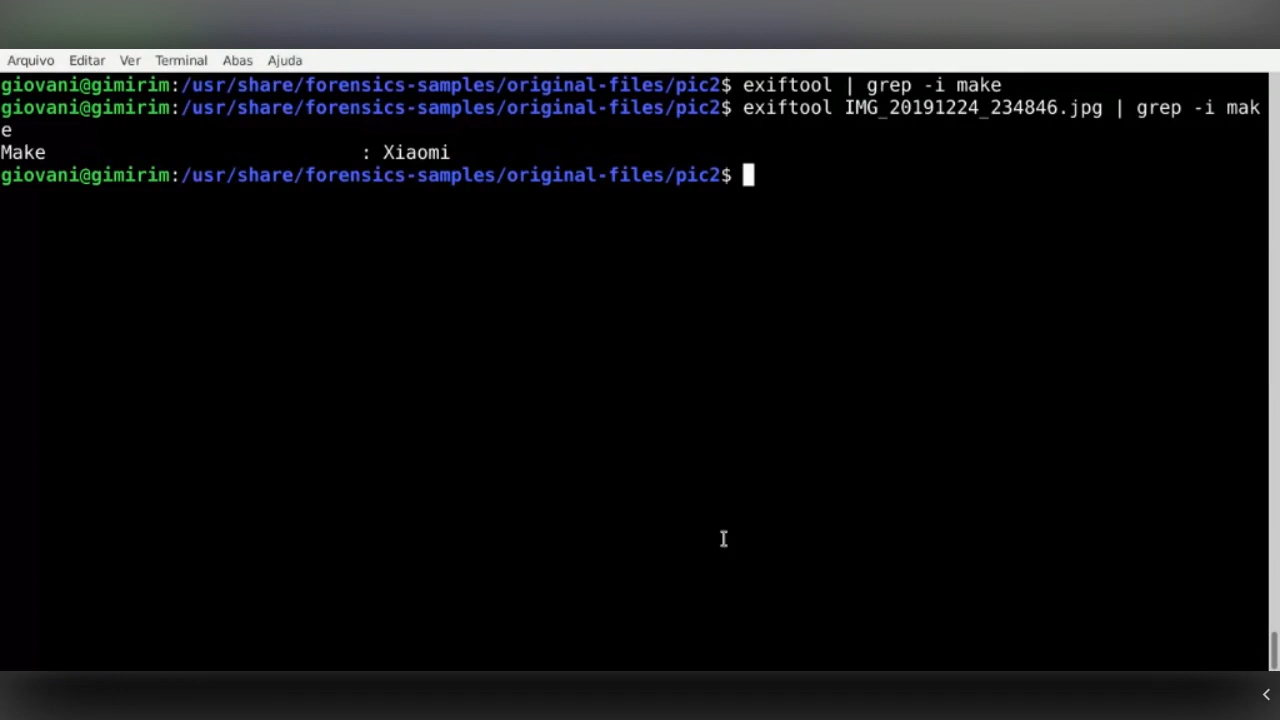 Arquivo Editar Ver Terminal Abas Ajuda
giovani@gimirim:/usr/share/forensics-samples/original-files/pic2$ exiftool | grep -i make
giovani@gimirim:/usr/share/forensics-samples/original-files/pic2$ exiftool IMG_20191224_234846.jpg | grep -i mak
e
Make                            : Xiaomi
giovani@gimirim:/usr/share/forensics-samples/original-files/pic2$